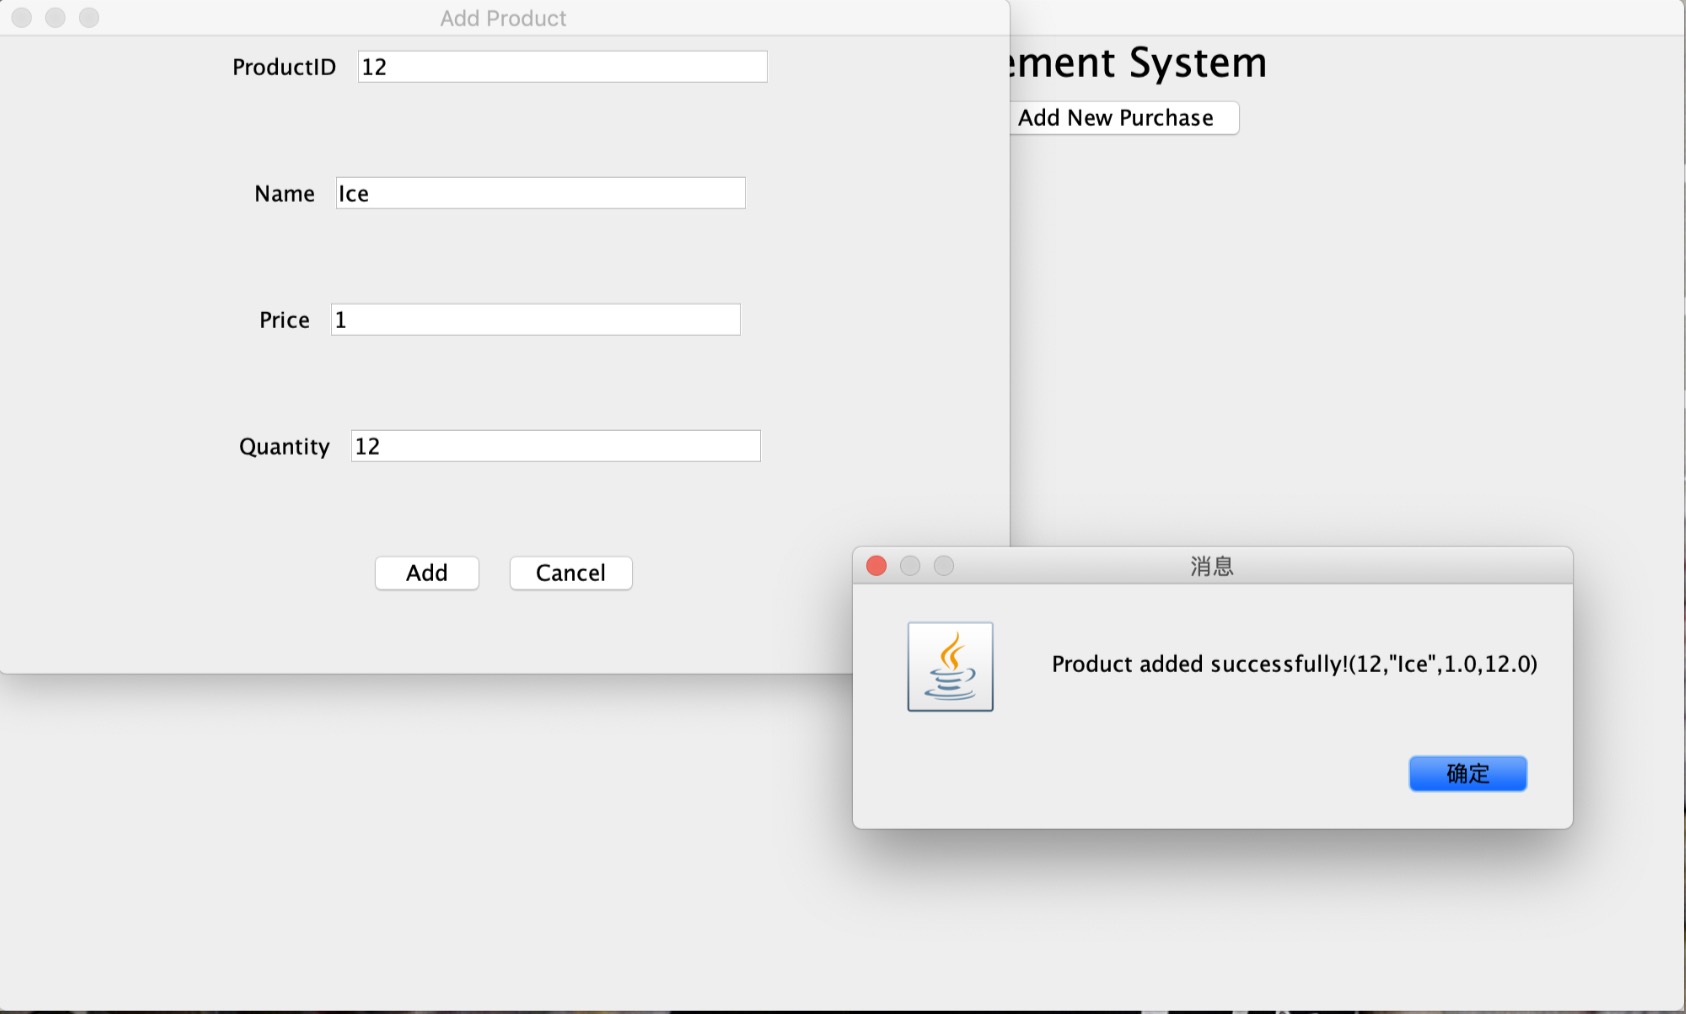 Add Product
ProductID 12
ement System
Add New Purchase
Name Ice
Price 1
Quantity 12
Add Cancel
消息
Product added successfully!(12,"Ice",1.0,12.0)
确定